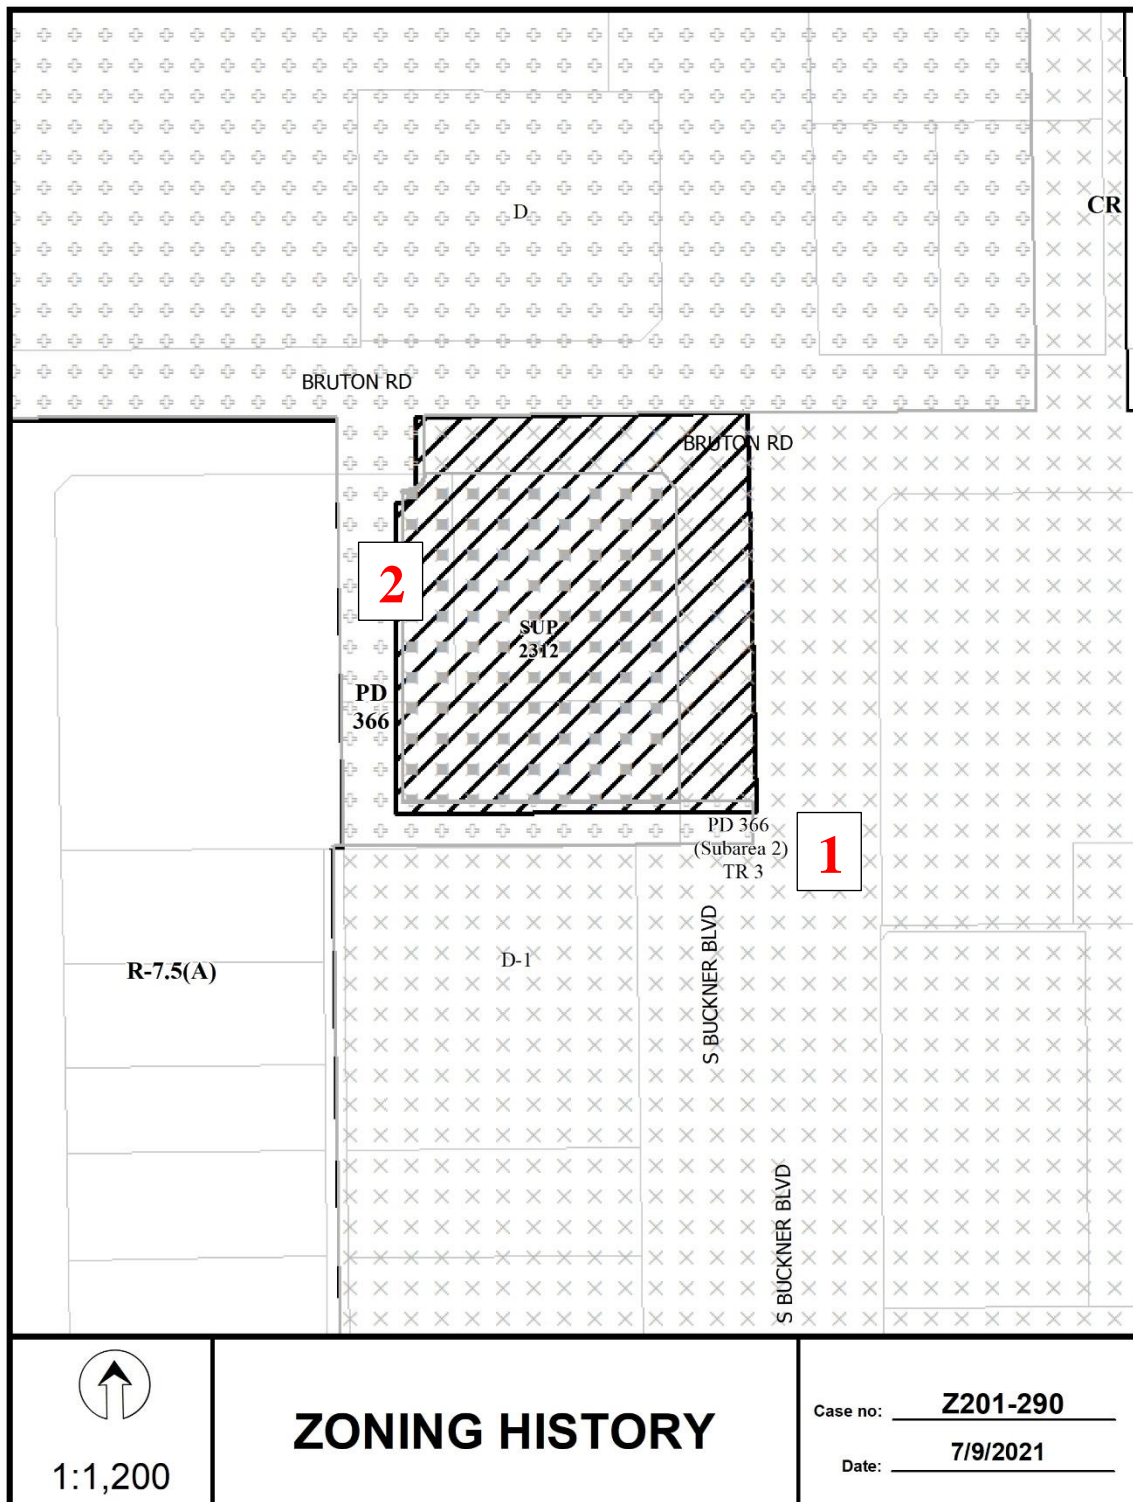 D
CR
BRUTON RD
BRUTON RD
2
SUP
2312
PD
366
PD 366
(Subarea 2)
TR 3
1
S BUCKNER BLVD
D-1
R-7.5(A)
S BUCKNER BLVD
1:1,200
ZONING HISTORY
Case no: Z201-290
Date: 7/9/2021